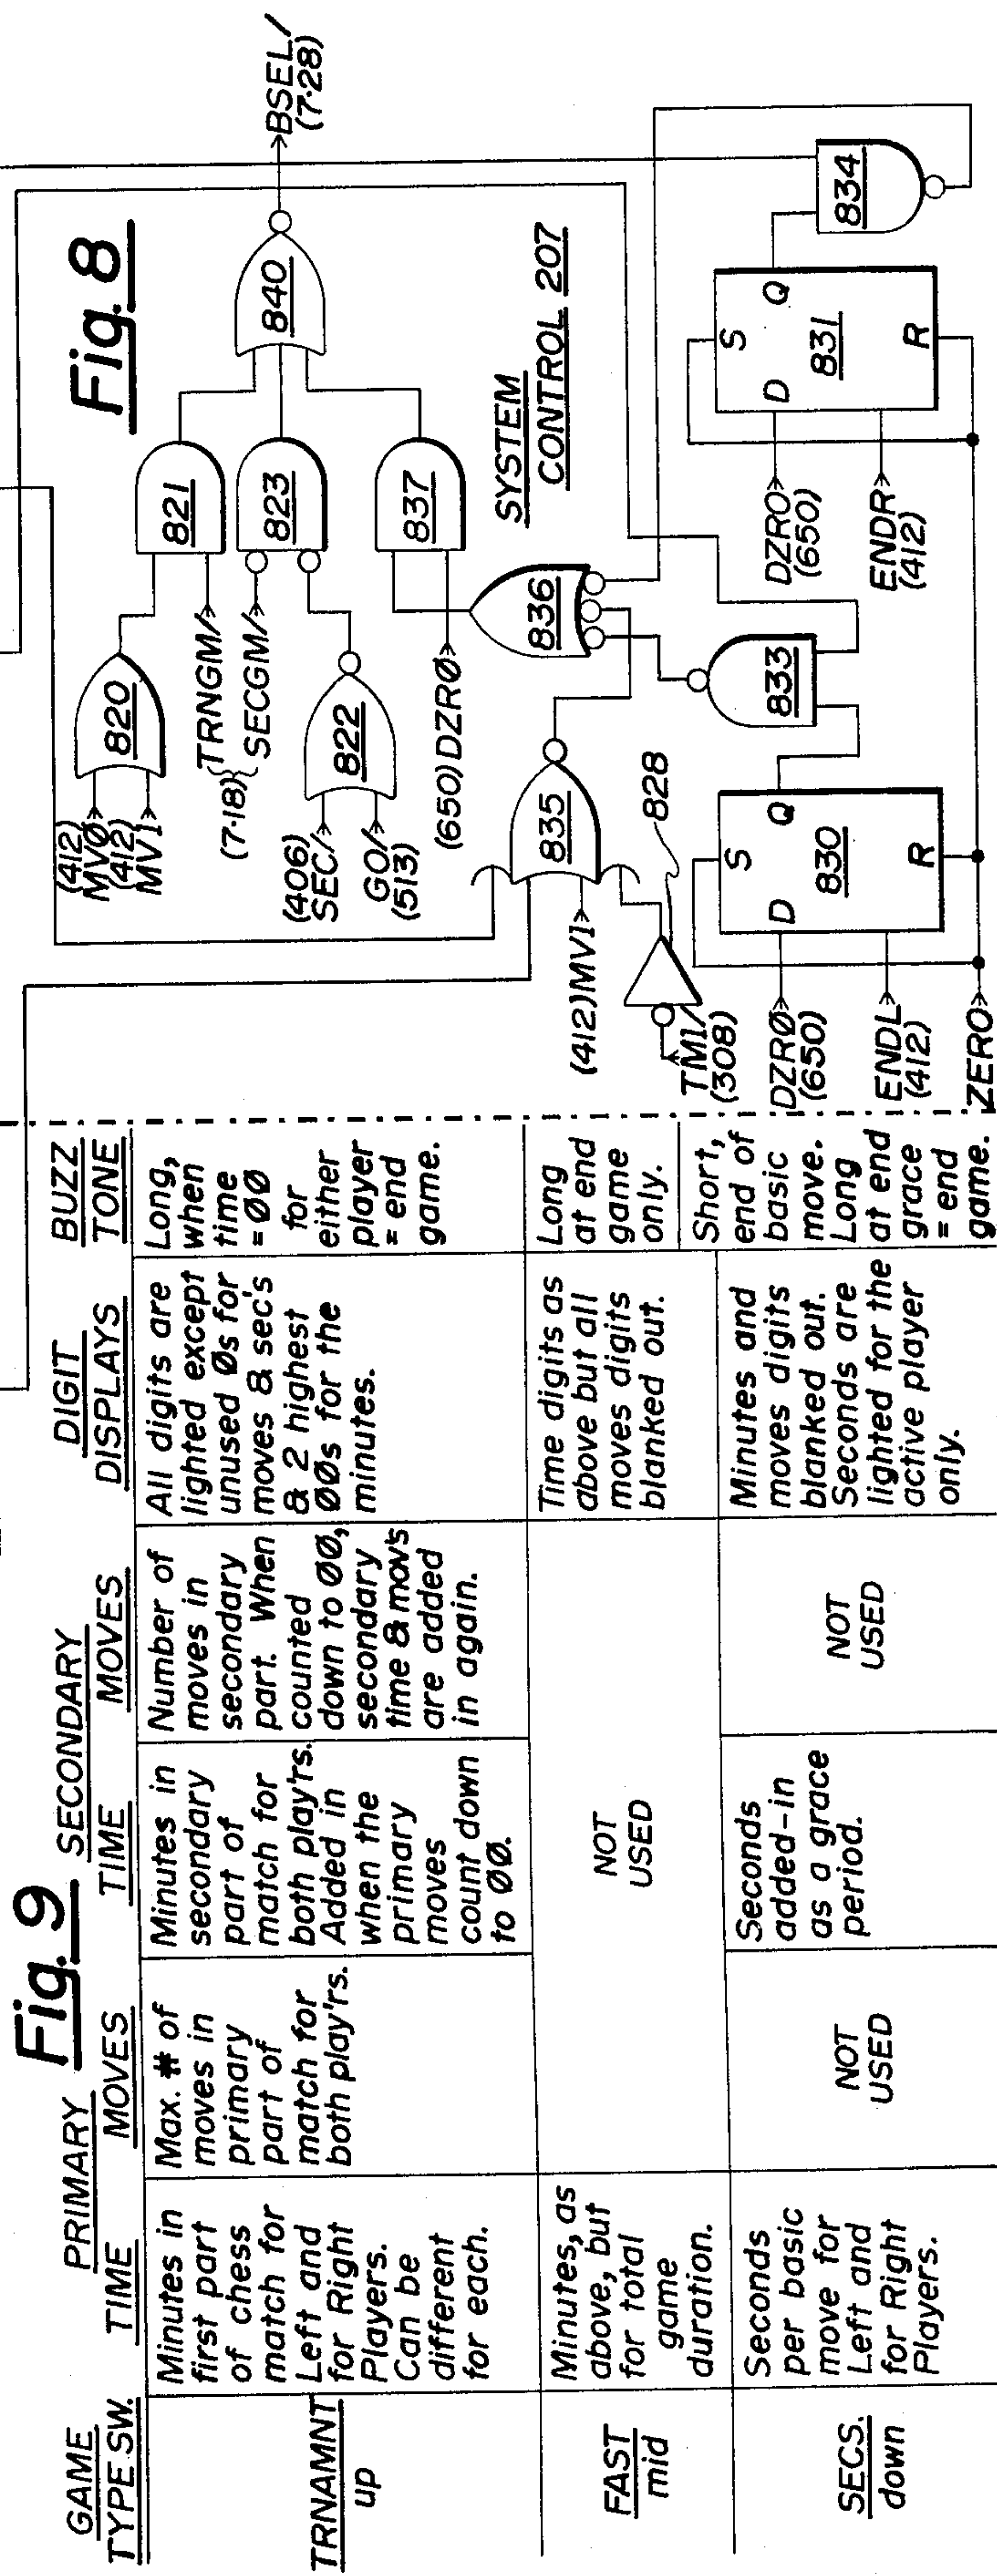 Fig. 9
GAME
TYPE SW.
PRIMARY
TIME
MOVES
SECONDARY
TIME
MOVES
DIGIT
DISPLAYS
BUZZ
TONE
TRNAMNT
up
Minutes in
first part
of chess
match for
Left and
for Right
Players.
Can be
different
for each.
Max. # of
moves in
primary
part of
match for
both play'rs.
Minutes in
secondary
part of
match for
both play'rs.
Added in
when the
primary
moves
count down
to ØØ.
Number of
moves in
secondary
part. When
counted
down to ØØ,
secondary
time & mov's
are added
in again.
All digits are
lighted except
unused Øs for
moves & sec's
& 2 highest
ØØs for the
minutes.
Long,
when
time
= ØØ
for
either
player
= end
game.
FAST
mid
Minutes, as
above, but
for total
game
duration.
NOT
USED
Time digits as
above but all
moves digits
blanked out.
Long
at end
game
only.
SECS.
down
Seconds
per basic
move for
Left and
for Right
Players.
NOT
USED
Seconds
added-in
as a grace
period.
NOT
USED
Minutes and
moves digits
blanked out.
Seconds are
lighted for the
active player
only.
Short,
end of
basic
move.
Long
at end
grace
= end
game.
Fig. 8
(412)
MVØ
(412)
MV1
820
TRNGM/
(7-18)
SECGM/
821
823
(406)
SEC/
GO/
(513)
822
837
840
BSEL/
(7-28)
(650)DZRØ
SYSTEM
CONTROL 207
835
836
(412)MV1
828
TM1/
(308)
833
DZRØ
(650)
ENDL
(412)
ZERO
S
D
Q
830
R
DZRO
(650)
ENDR
(412)
S
D
Q
831
R
834